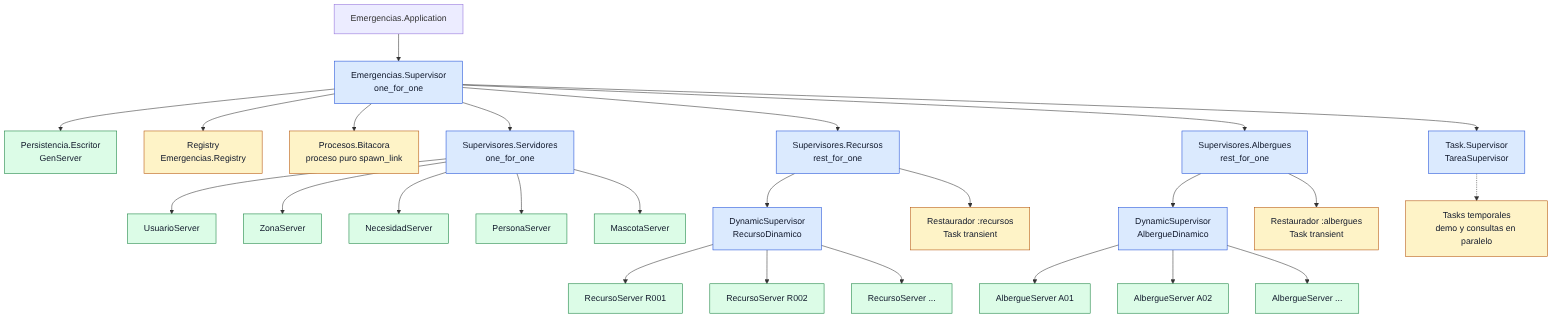 Emergencias.Application
Emergencias.Supervisor
one_for_one
Persistencia.Escritor
GenServer
Registry
Emergencias.Registry
Procesos.Bitacora
proceso puro spawn_link
Supervisores.Servidores
one_for_one
Supervisores.Recursos
rest_for_one
Supervisores.Albergues
rest_for_one
Task.Supervisor
TareaSupervisor
UsuarioServer
ZonaServer
NecesidadServer
PersonaServer
MascotaServer
DynamicSupervisor
RecursoDinamico
Restaurador :recursos
Task transient
DynamicSupervisor
AlbergueDinamico
Restaurador :albergues
Task transient
Tasks temporales
demo y consultas en
paralelo
RecursoServer R001
RecursoServer R002
RecursoServer ...
AlbergueServer A01
AlbergueServer A02
AlbergueServer ...